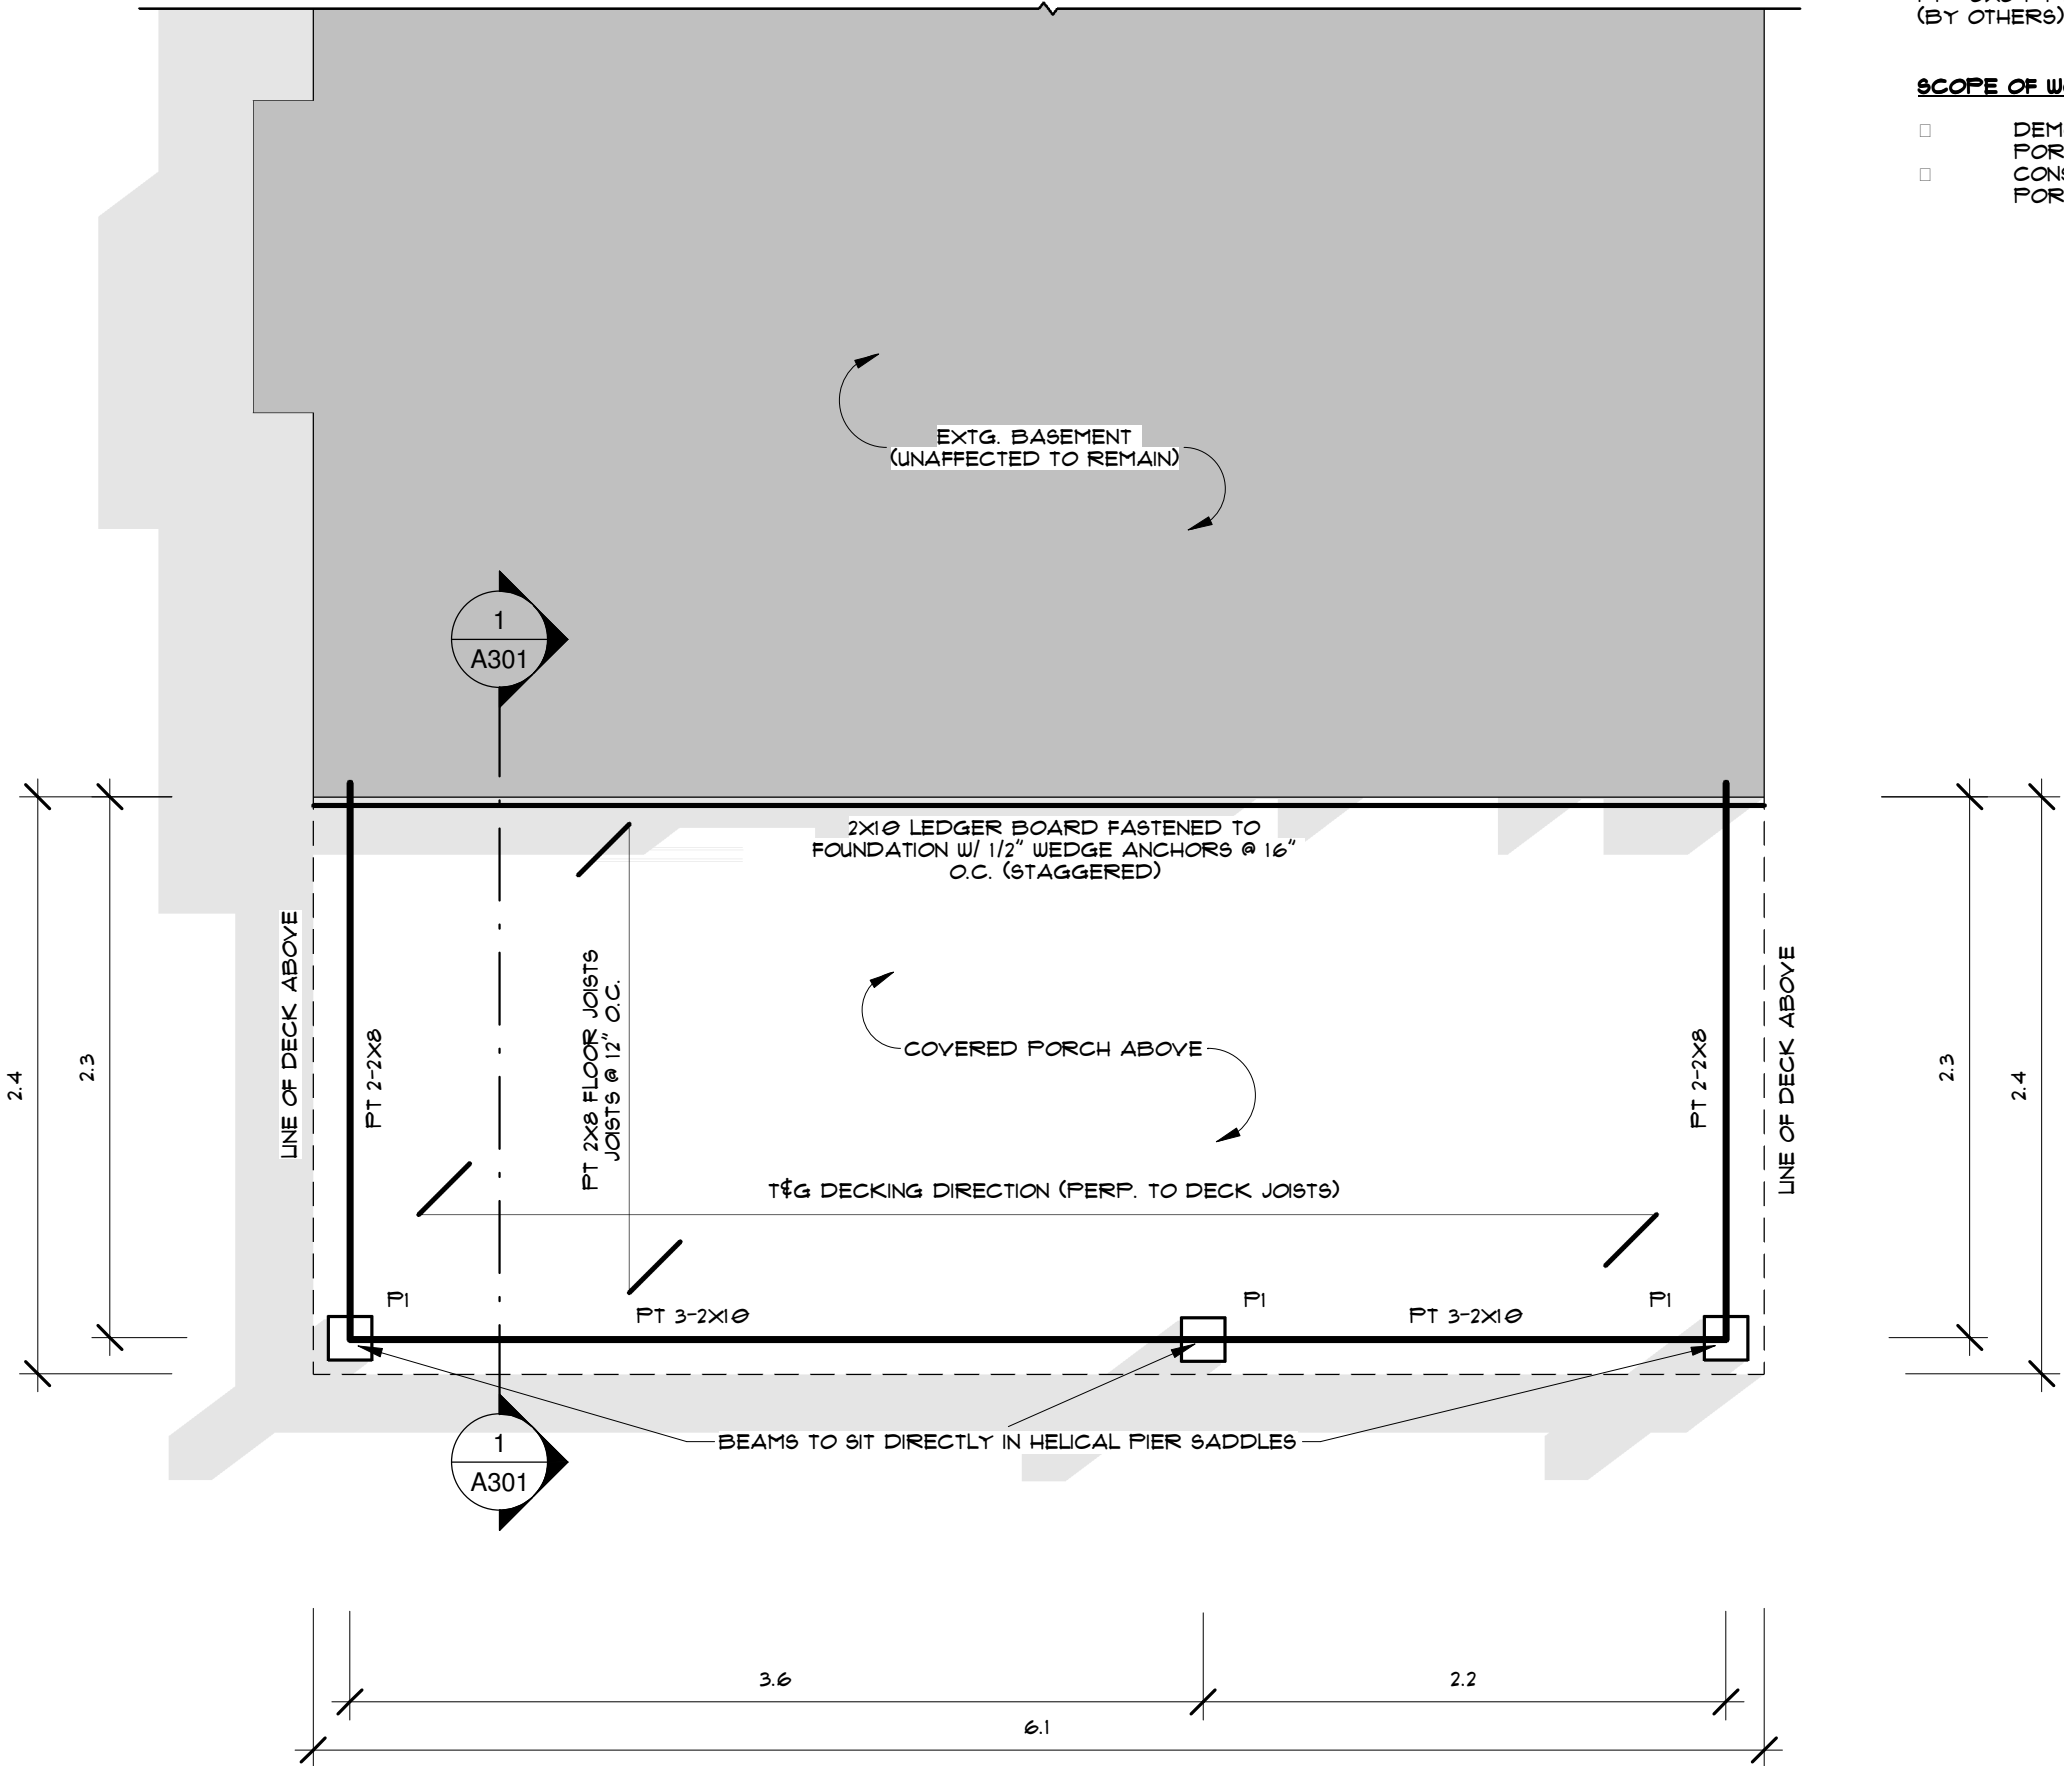 (BY OTHERS)
SCOPE OF W
DEM
POR
CONS
POR
EXTG. BASEMENT
(UNAFFECTED TO REMAIN)
1
A301
2X10 LEDGER BOARD FASTENED TO
FOUNDATION W/ 1/2" WEDGE ANCHORS @ 16"
O.C. (STAGGERED)
LINE OF DECK ABOVE
PT 2-2X8
PT 2X8 FLOOR JOISTS
JOISTS @ 12" O.C.
COVERED PORCH ABOVE
PT 2-2X8
LINE OF DECK ABOVE
2.4
2.3
2.3
2.4
T&G DECKING DIRECTION (PERP. TO DECK JOISTS)
P1
PT 3-2X10
P1
PT 3-2X10
P1
BEAMS TO SIT DIRECTLY IN HELICAL PIER SADDLES
1
A301
3.6
2.2
6.1